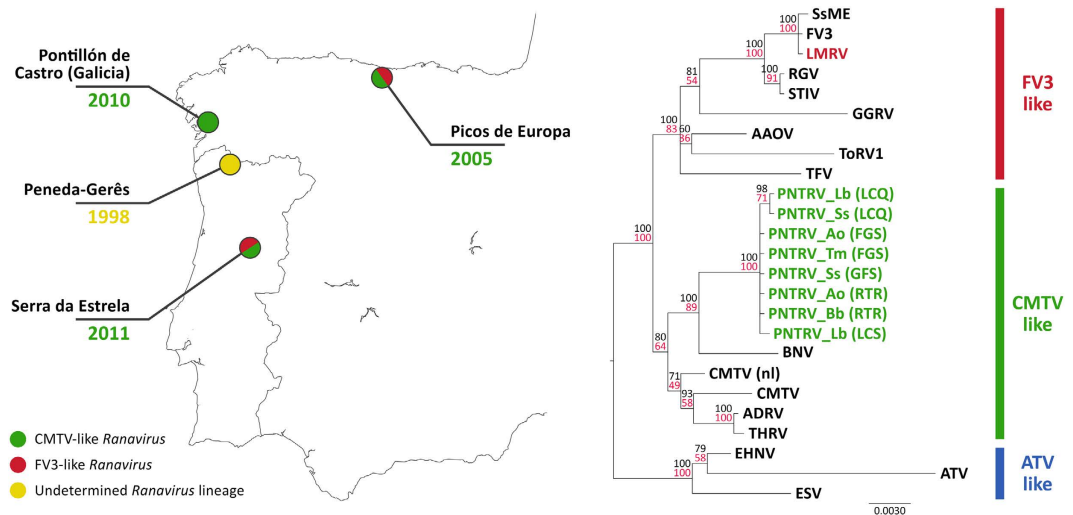 Pontillón de
Castro (Galicia)
2010
Picos de Europa
2005
Peneda-Gerês
1998
Serra da Estrela
2011
CMTV-like Ranavirus
FV3-like Ranavirus
Undetermined Ranavirus lineage
100
100
SsME
FV3
LMRV
100
100
100
91
RGV
STIV
81
54
GGRV
100
83
60
36
AAOV
ToRV1
TFV
98
71
PNTRV_Lb (LCQ)
PNTRV_Ss (LCQ)
PNTRV_Ao (FGS)
PNTRV_Tm (FGS)
PNTRV_Ss (GFS)
PNTRV_Ao (RTR)
PNTRV_Bb (RTR)
PNTRV_Lb (LCS)
100
100
100
89
BNV
100
100
80
64
71
49
CMTV (nl)
93
58
CMTV
100
100
ADRV
THRV
100
100
79
58
EHNV
ATV
ESV
0.0030
FV3
like
CMTV
like
ATV
like